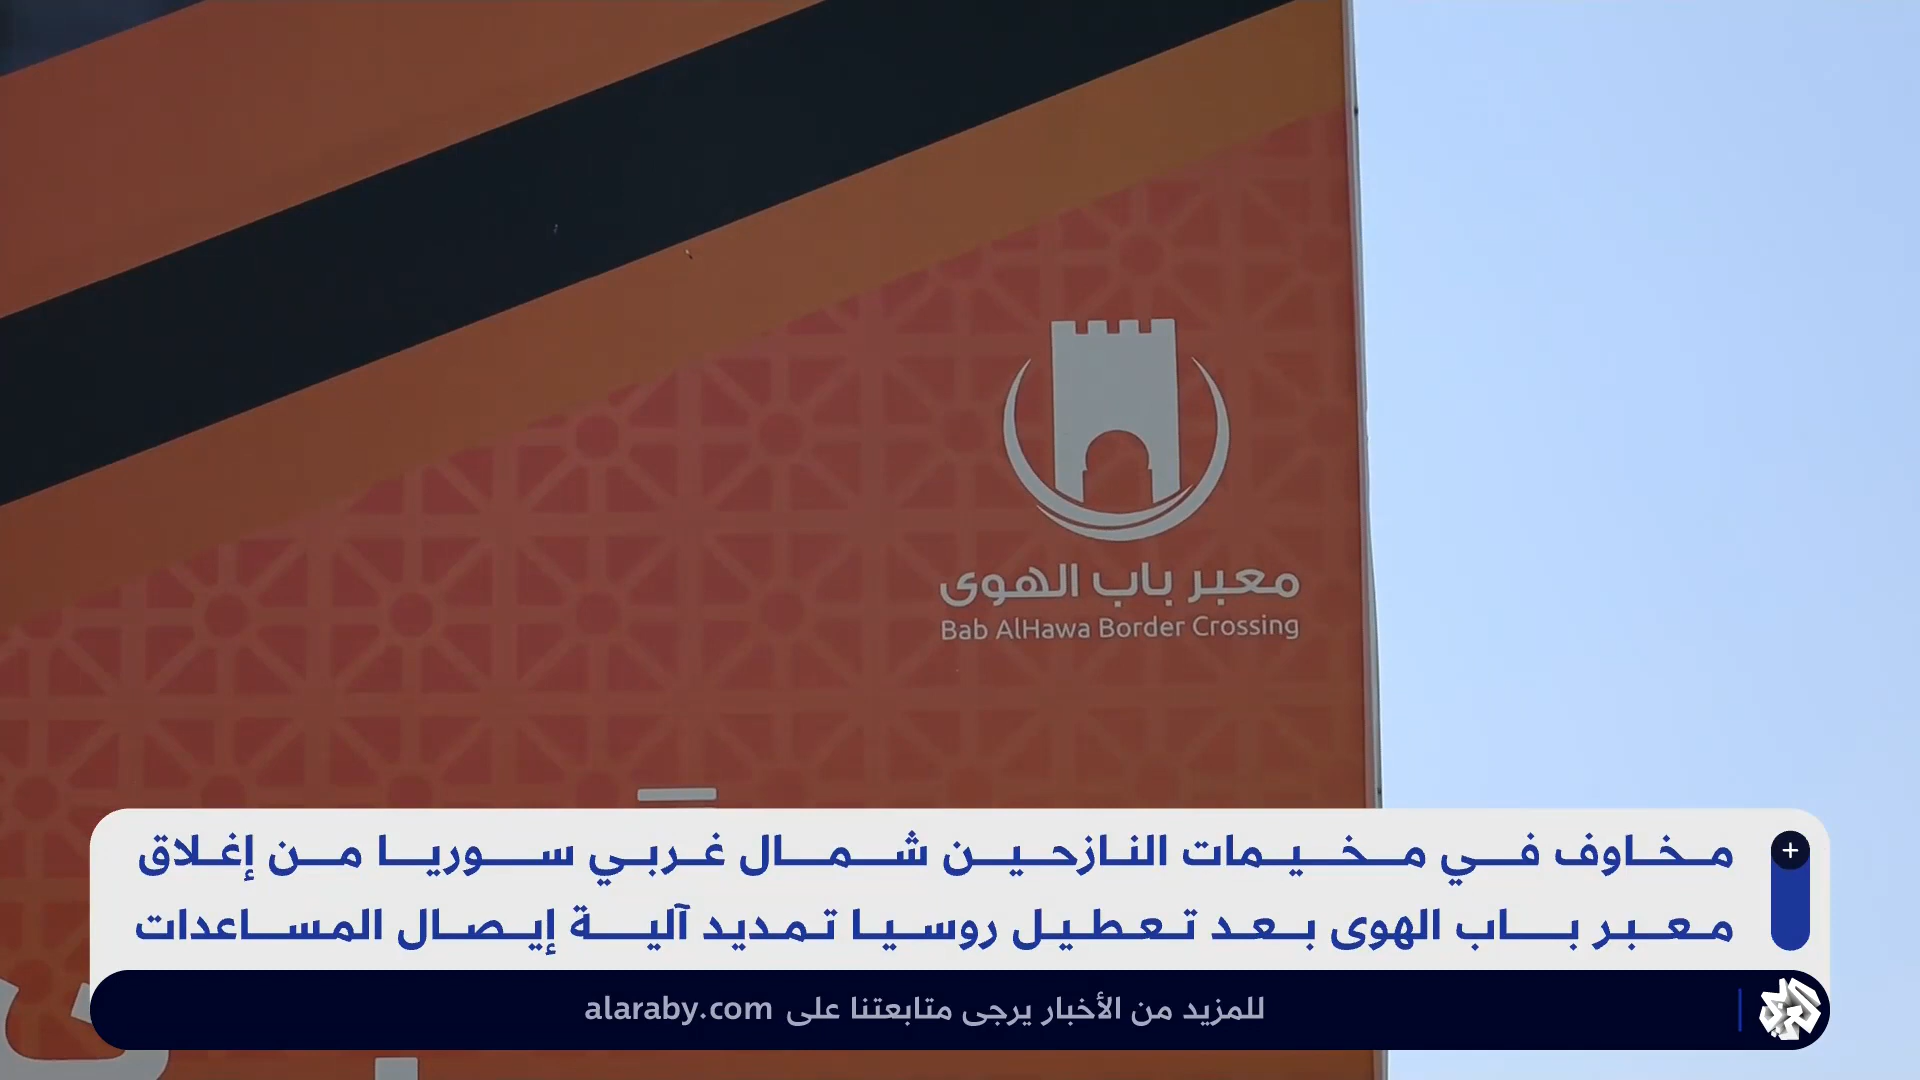 معبر باب الهوى
Bab AlHawa Border Crossing
مخاوف في مخيمات النازحين شمال غربي سوريا من إغلاق
معبر باب الهوى بعد تعطيل روسيا تمديد آلية إيصال المساعدات
للمزيد من الأخبار يرجى متابعتنا على alaraby.com